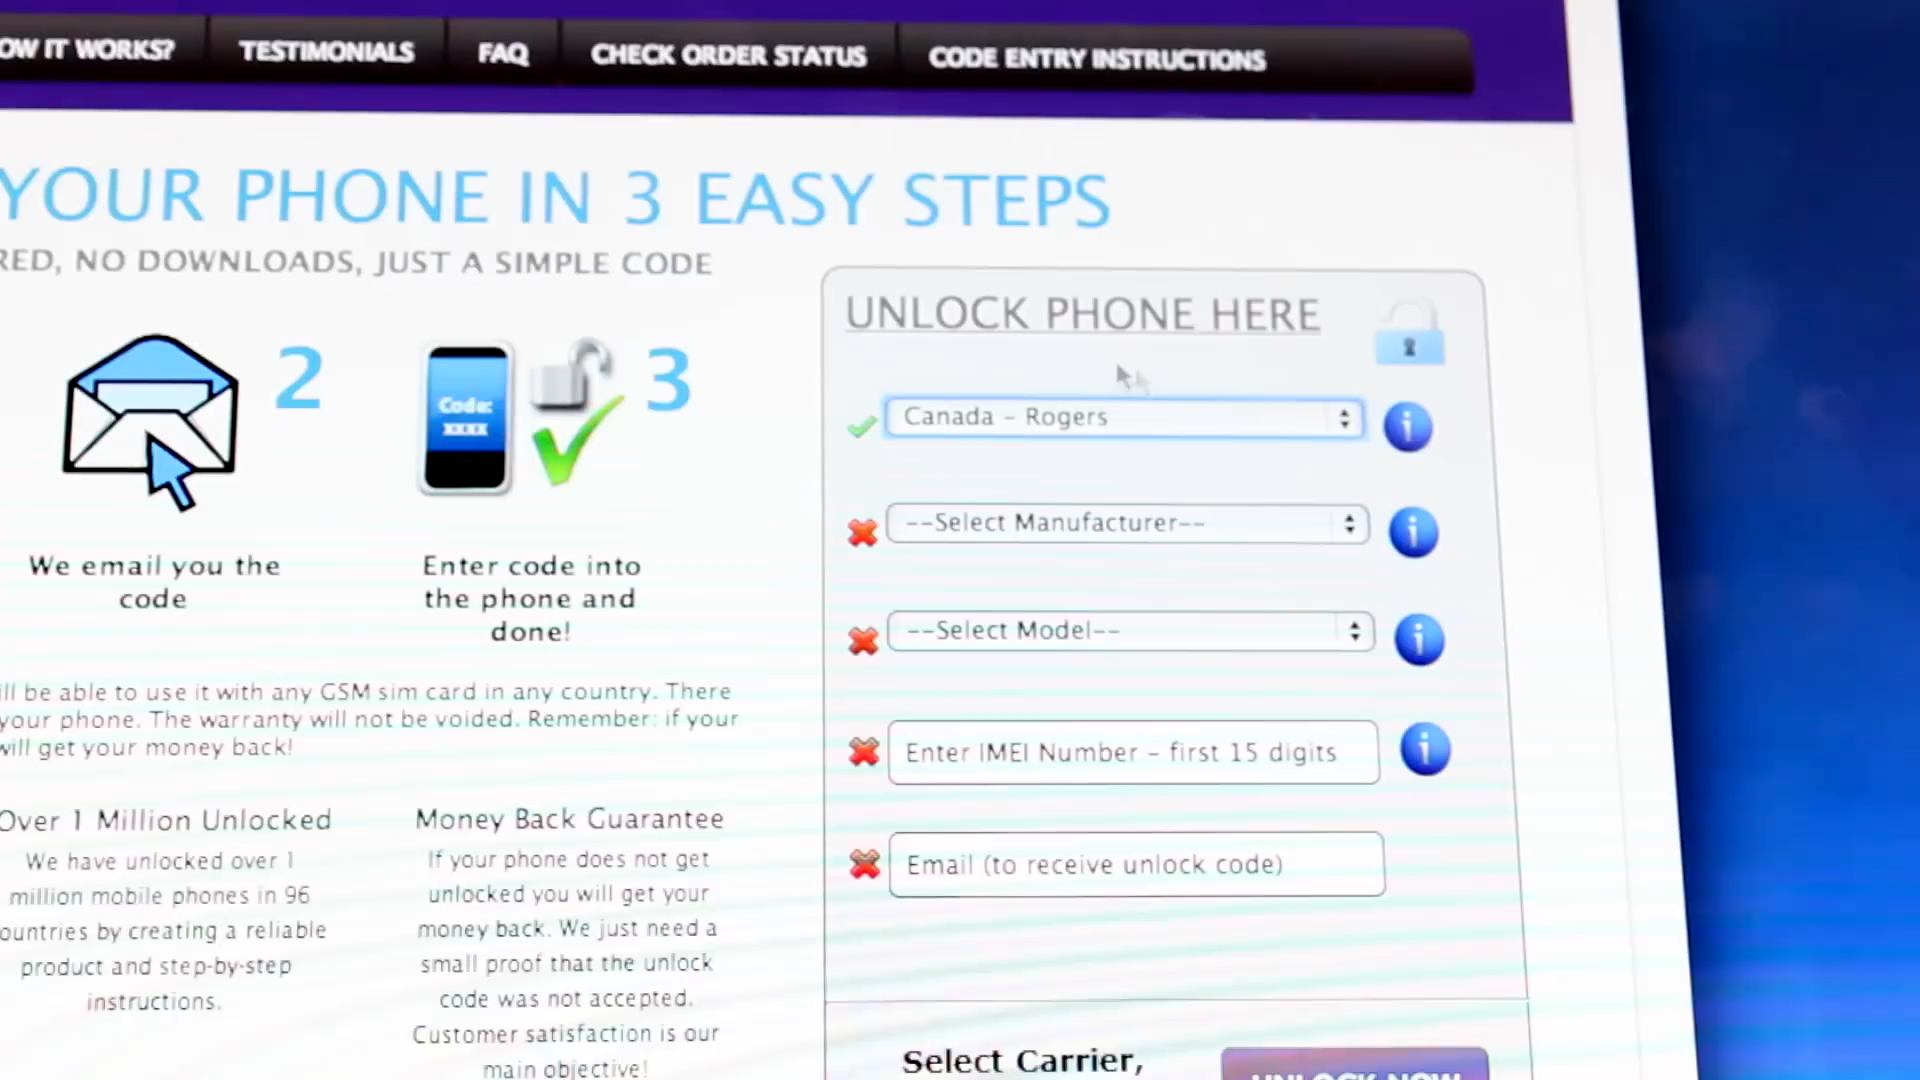 OW IT WORKS?
TESTIMONIALS
FAQ
CHECK ORDER STATUS
CODE ENTRY INSTRUCTIONS
YOUR PHONE IN 3 EASY STEPS
RED, NO DOWNLOADS, JUST A SIMPLE CODE
2
Code:
XXXX
3
We email you the
code
Enter code into
the phone and
done!
ill be able to use it with any GSM sim card in any country. There
your phone. The warranty will not be voided. Remember: if your
will get your money back!
Over 1 Million Unlocked
We have unlocked over 1
million mobile phones in 96
ountries by creating a reliable
product and step-by-step
instructions.
Money Back Guarantee
If your phone does not get
unlocked you will get your
money back. We just need a
small proof that the unlock
code was not accepted.
Customer satisfaction is our
main objective!
UNLOCK PHONE HERE
Canada - Rogers
i
--Select Manufacturer--
i
--Select Model--
i
Enter IMEI Number - first 15 digits
i
Email (to receive unlock code)
Select Carrier,
UNLOCK NOW